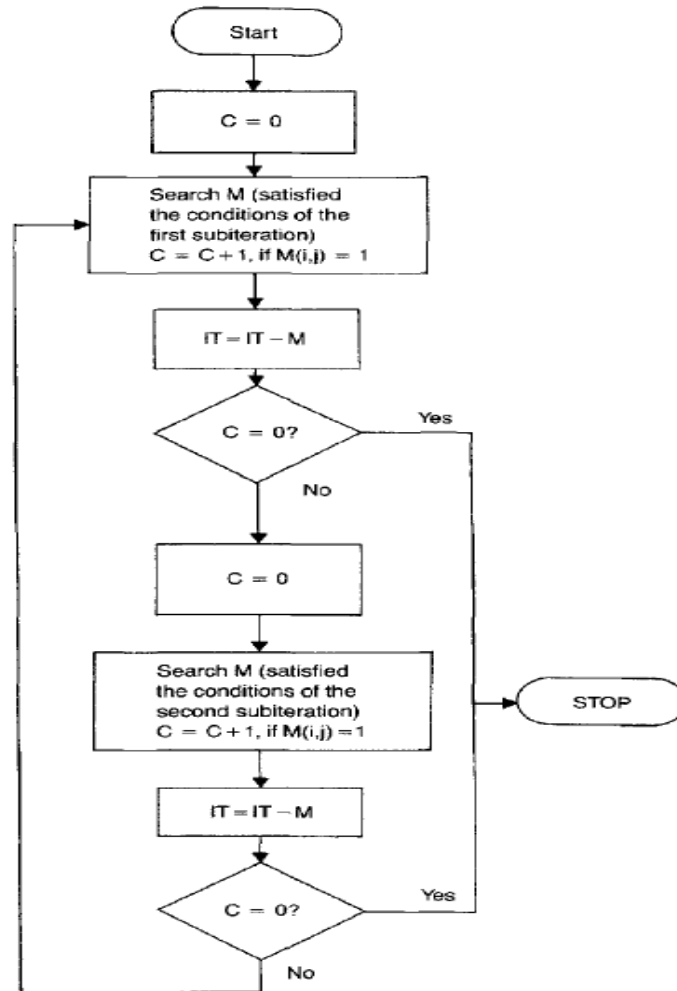 Start
C = 0
Search M (satisfied
the conditions of the
first subiteration)
C = C+1, if M(i,j) = 1
IT = IT − M
C = 0?
Yes
No
C = 0
Search M (satisfied
the conditions of the
second subiteration)
C = C+1, if M(i,j) = 1
STOP
IT = IT − M
C = 0?
Yes
No